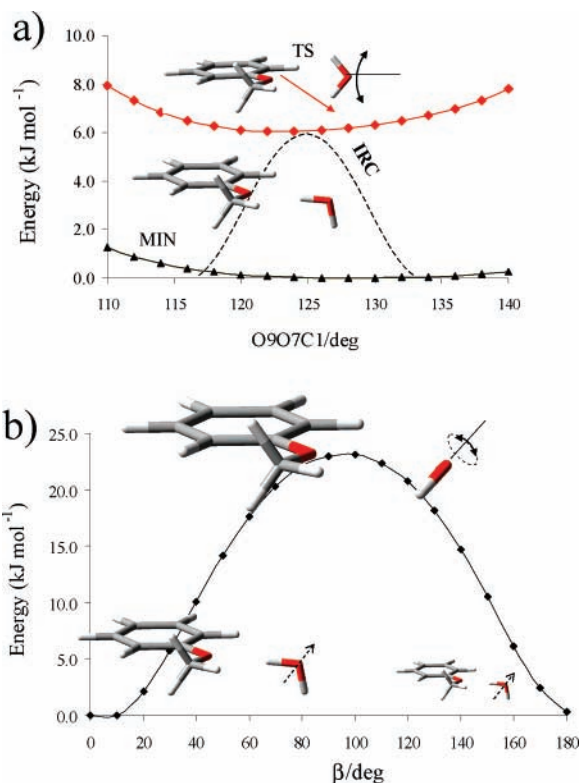 a)
Energy (kJ mol⁻¹)
10.0
8.0
6.0
4.0
2.0
0.0
TS
IRC
MIN
110 115 120 125 130 135 140
O9O7C1/deg
b)
Energy (kJ mol⁻¹)
25.0
20.0
15.0
10.0
5.0
0.0
0 20 40 60 80 100 120 140 160 180
β/deg